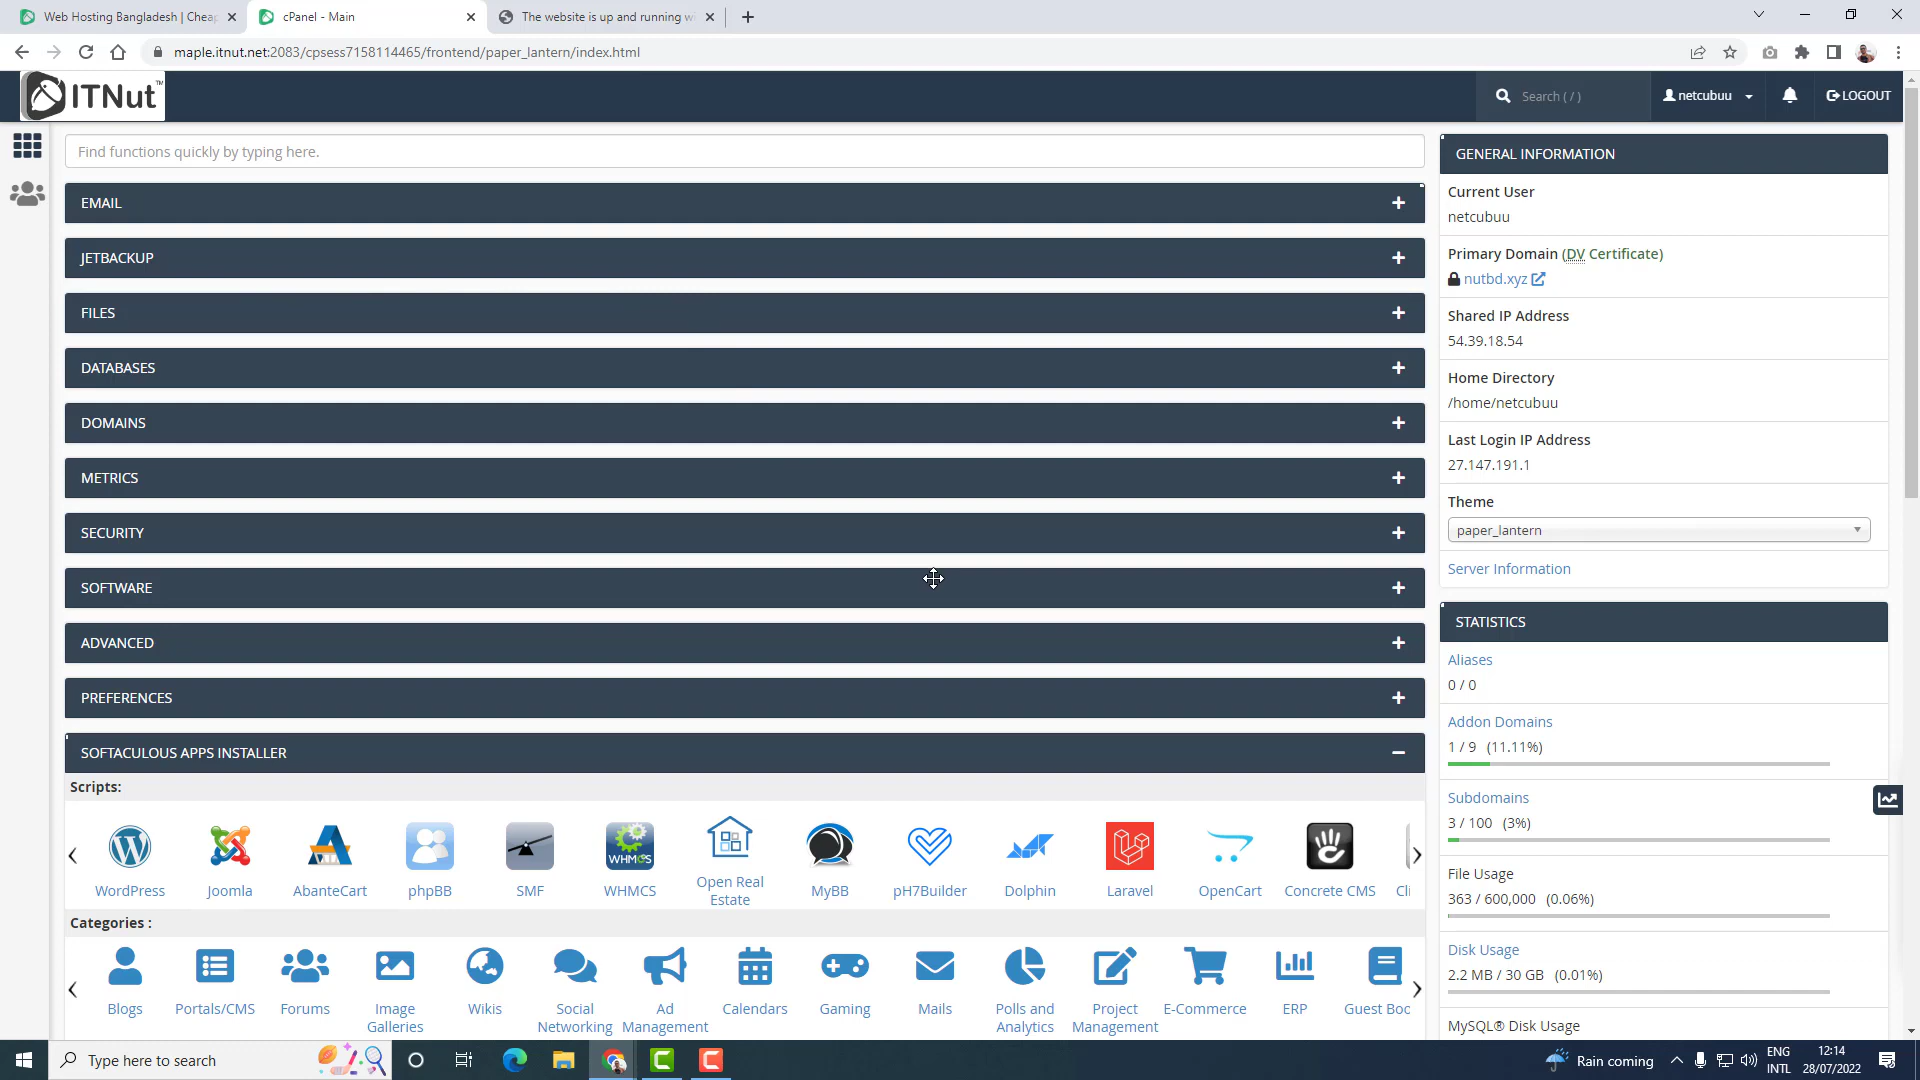 Web Hosting Bangladesh | Cheap
cPanel - Main
The website is up and running wi
maple.itnut.net:2083/cpsess7158114465/frontend/paper_lantern/index.html
ITNut™
Search ( / )
netcubuu
LOGOUT
Find functions quickly by typing here.
EMAIL
JETBACKUP
FILES
DATABASES
DOMAINS
METRICS
SECURITY
SOFTWARE
ADVANCED
PREFERENCES
SOFTACULOUS APPS INSTALLER
Scripts:
WordPress
Joomla
AbanteCart
phpBB
SMF
WHMCS
WHMCS
Open Real
Estate
MyBB
pH7Builder
Dolphin
Laravel
OpenCart
Concrete CMS
Cli
Categories :
Blogs
Portals/CMS
Forums
Image
Galleries
Wikis
Social
Networking
Ad
Management
Calendars
Gaming
Mails
Polls and
Analytics
Project
Management
E-Commerce
ERP
Guest Boo
GENERAL INFORMATION
Current User
netcubuu
Primary Domain (DV Certificate)
nutbd.xyz
Shared IP Address
54.39.18.54
Home Directory
/home/netcubuu
Last Login IP Address
27.147.191.1
Theme
paper_lantern
Server Information
STATISTICS
Aliases
0 / 0
Addon Domains
1 / 9 (11.11%)
Subdomains
3 / 100 (3%)
File Usage
363 / 600,000 (0.06%)
Disk Usage
2.2 MB / 30 GB (0.01%)
MySQL® Disk Usage
Type here to search
Rain coming
ENG
INTL
12:14
28/07/2022